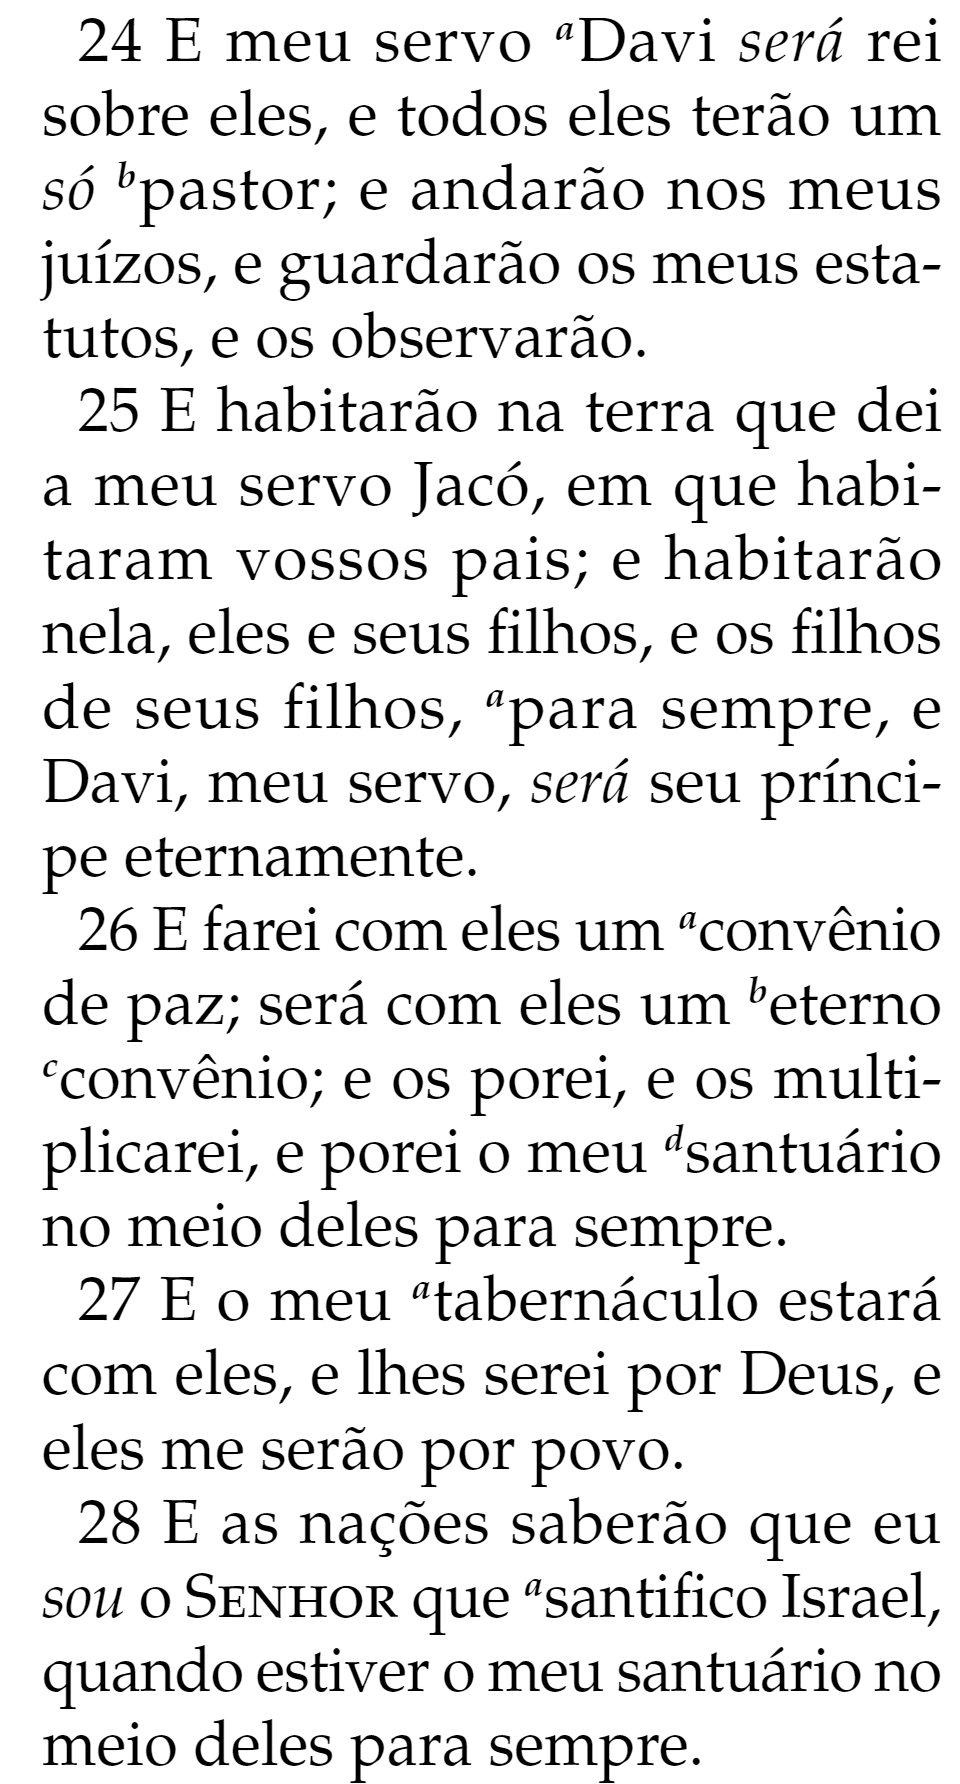 24 E meu servo ᵃDavi será rei
sobre eles, e todos eles terão um
só ᵇpastor; e andarão nos meus
juízos, e guardarão os meus esta-
tutos, e os observarão.
25 E habitarão na terra que dei
a meu servo Jacó, em que habi-
taram vossos pais; e habitarão
nela, eles e seus filhos, e os filhos
de seus filhos, ᵃpara sempre, e
Davi, meu servo, será seu prínci-
pe eternamente.
26 E farei com eles um ᵃconvênio
de paz; será com eles um ᵇeterno
ᶜconvênio; e os porei, e os multi-
plicarei, e porei o meu ᵈsantuário
no meio deles para sempre.
27 E o meu ᵃtabernáculo estará
com eles, e lhes serei por Deus, e
eles me serão por povo.
28 E as nações saberão que eu
sou o SENHOR que ᵃsantifico Israel,
quando estiver o meu santuário no
meio deles para sempre.